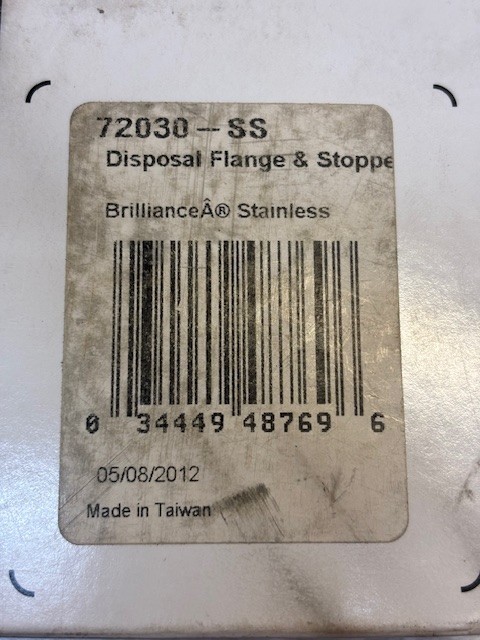 72030-SS
Disposal Flange & Stoppe
BrillianceÂ® Stainless
0 34449 48769 6
05/08/2012
Made in Taiwan